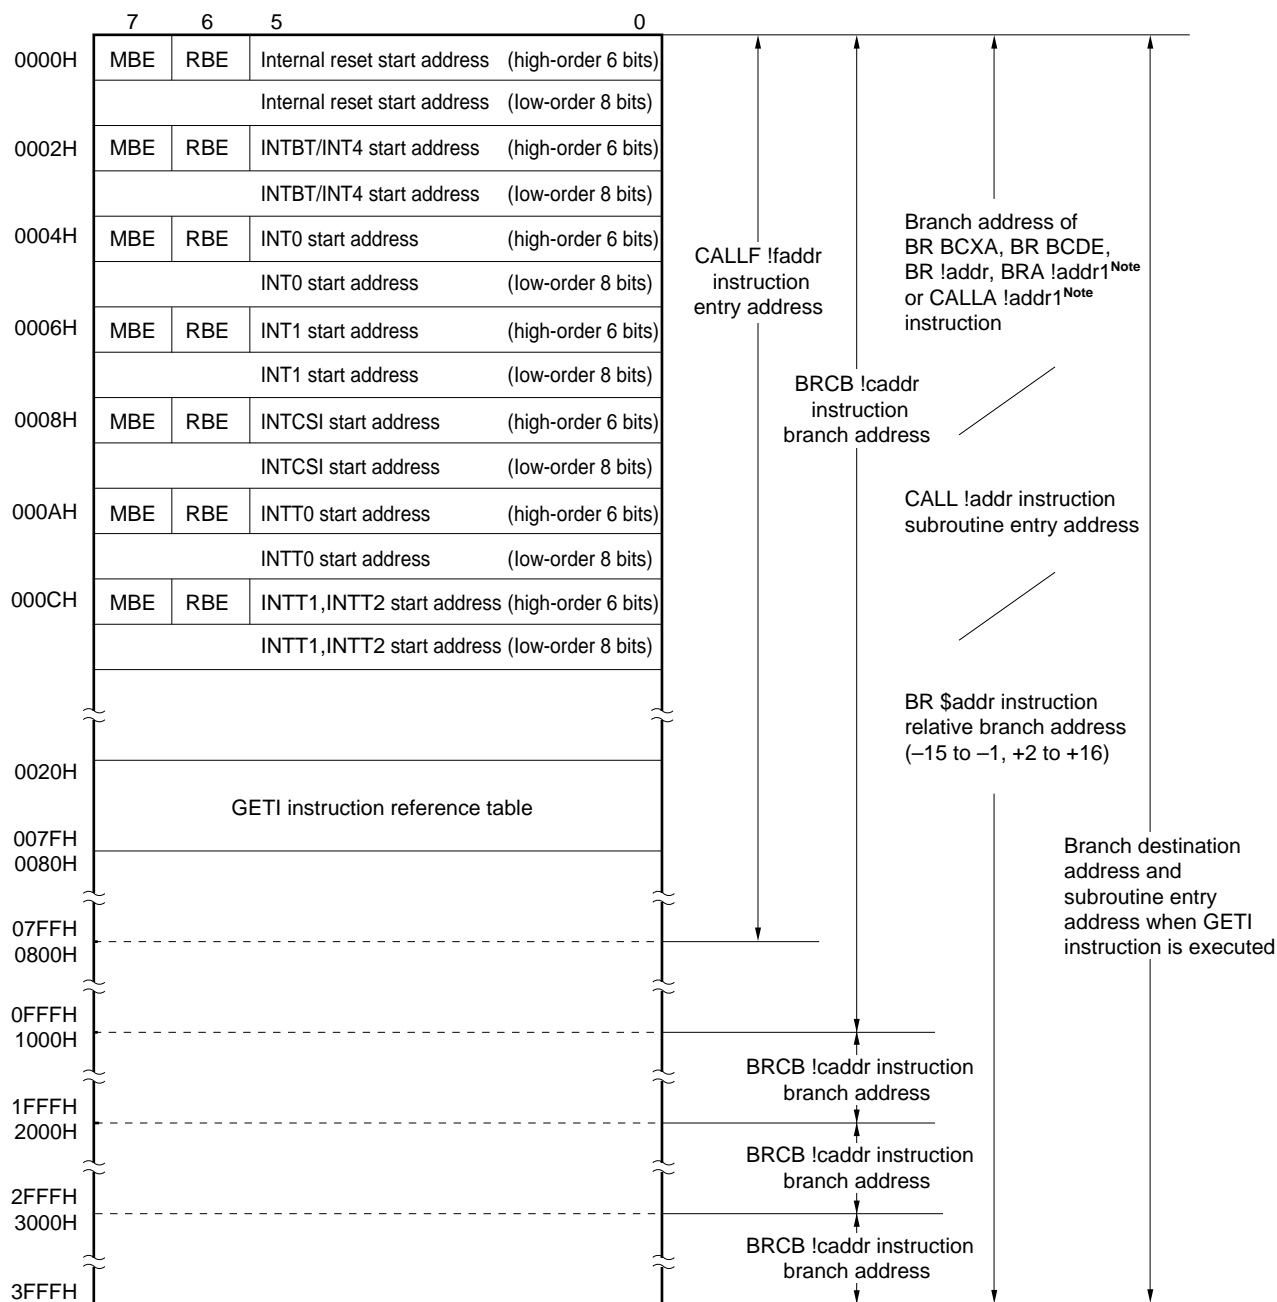 7 6 5 0
0000H MBE RBE Internal reset start address (high-order 6 bits)
Internal reset start address (low-order 8 bits)
0002H MBE RBE INTBT/INT4 start address (high-order 6 bits)
INTBT/INT4 start address (low-order 8 bits)
0004H MBE RBE INT0 start address (high-order 6 bits)
INT0 start address (low-order 8 bits)
0006H MBE RBE INT1 start address (high-order 6 bits)
INT1 start address (low-order 8 bits)
0008H MBE RBE INTCSI start address (high-order 6 bits)
INTCSI start address (low-order 8 bits)
000AH MBE RBE INTT0 start address (high-order 6 bits)
INTT0 start address (low-order 8 bits)
000CH MBE RBE INTT1,INTT2 start address (high-order 6 bits)
INTT1,INTT2 start address (low-order 8 bits)
0020H
GETI instruction reference table
007FH
0080H
07FFH
0800H
0FFFH
1000H
1FFFH
2000H
2FFFH
3000H
3FFFH
CALLF !faddr
instruction
entry address
BRCB !caddr
instruction
branch address
Branch address of
BR BCXA, BR BCDE,
BR !addr, BRA !addr1Note
or CALLA !addr1Note
instruction
CALL !addr instruction
subroutine entry address
BR $addr instruction
relative branch address
(–15 to –1, +2 to +16)
Branch destination
address and
subroutine entry
address when GETI
instruction is executed
BRCB !caddr instruction
branch address
BRCB !caddr instruction
branch address
BRCB !caddr instruction
branch address